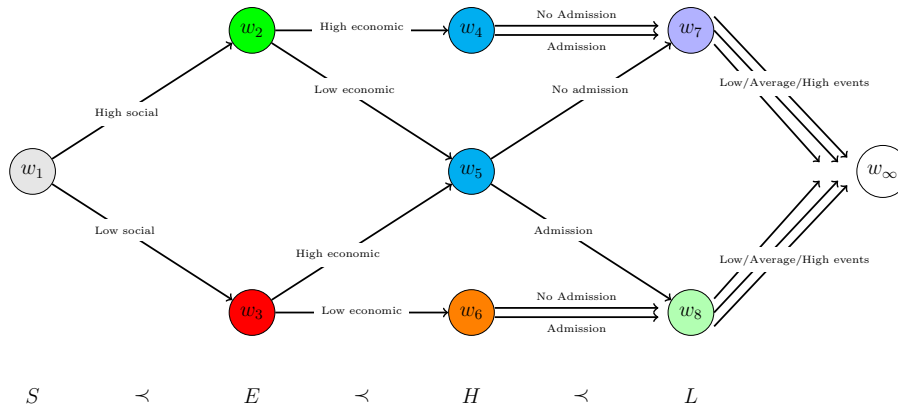 w₂ High economic w₄ No Admission w₇
Admission
Low/Average/High events
Low economic No admission
High social
w₁ w₅ w∞
Low social Admission
High economic Low/Average/High events
w₃ Low economic w₆ No Admission w₈
Admission
S ≺ E ≺ H ≺ L